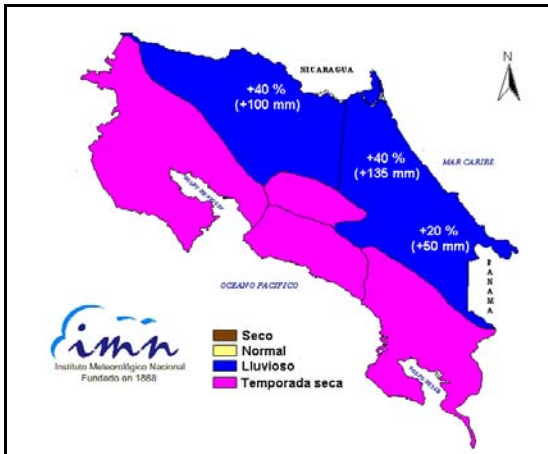 N
NICARAGUA
+40 %
(+100 mm)
+40 %
(+135 mm)
MAR CARIBE
+20 %
(+50 mm)
PANAMA
OCEANO PACIFICO
imn
Instituto Meteorológico Nacional
Fundado en 1868
Seco
Normal
Lluvioso
Temporada seca